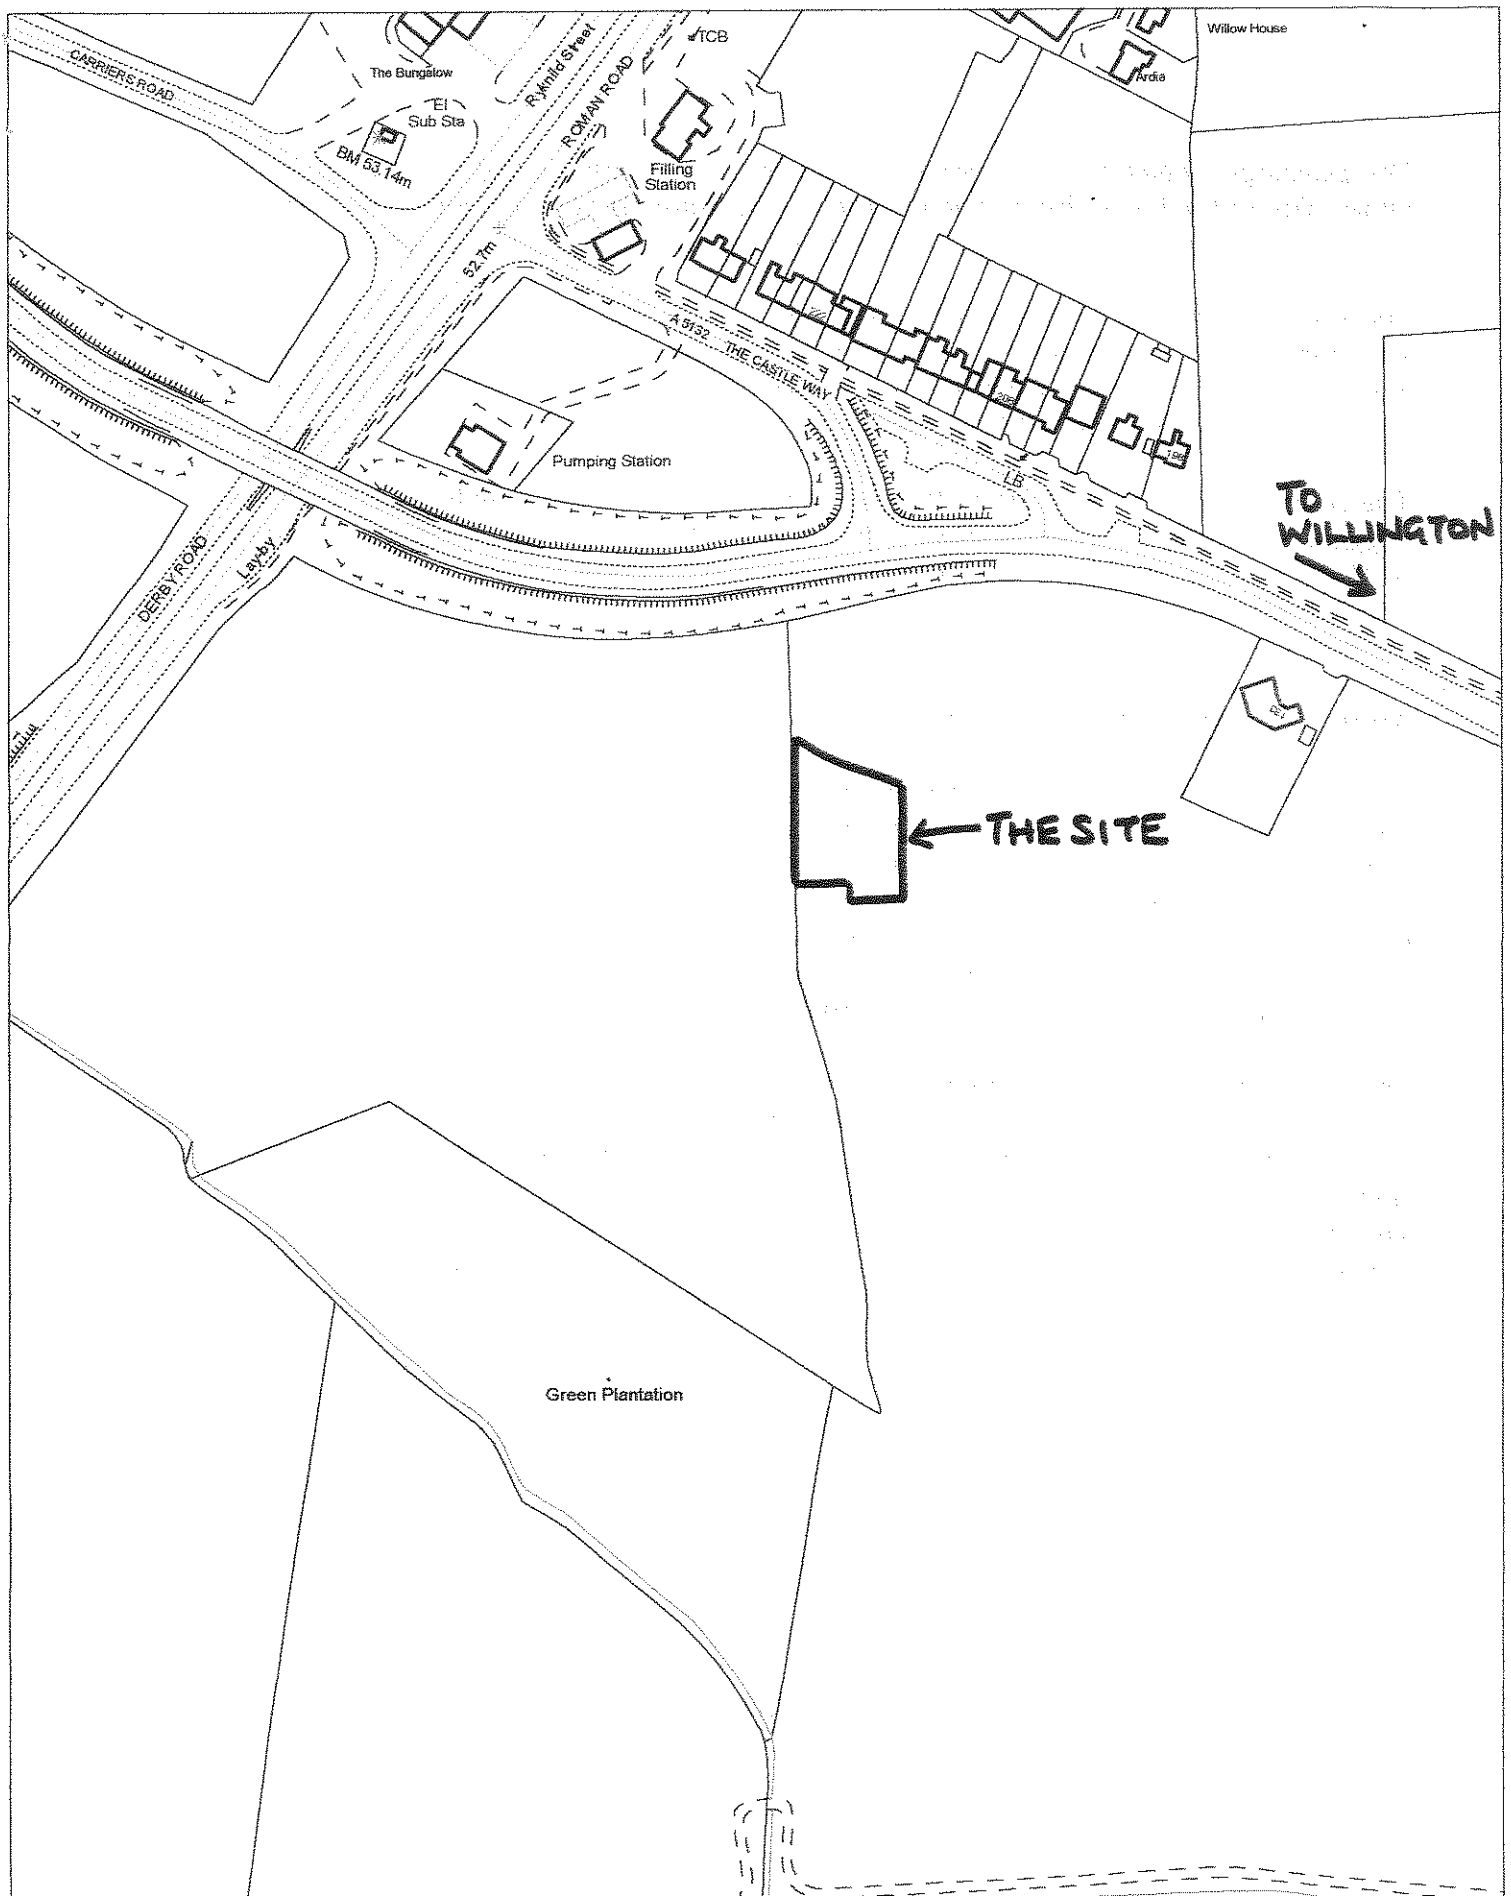 Willow House
TCB
Ardia
CARRIERS ROAD
The Bungalow
Ryknild Street
ROMAN ROAD
El
Sub Sta
BM 53.14m
Filling
Station
52.7m
A 5132
THE CASTLE WAY
Pumping Station
LB
TO
WILLINGTON
DERBY ROAD
Lay-by
THE SITE
Green Plantation